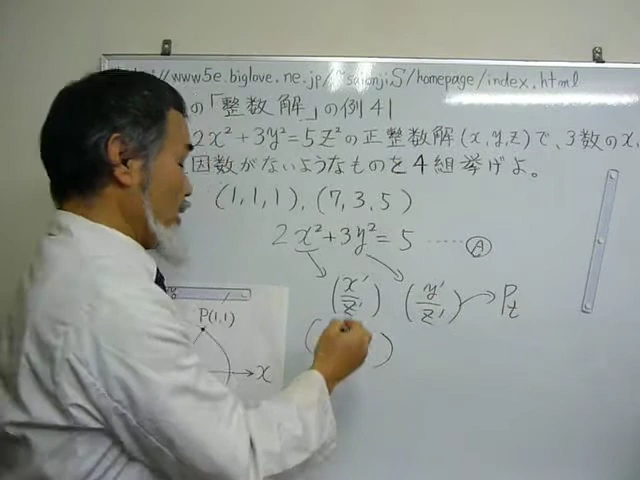 www5e.biglove.ne.jp/~saionjiS/homepage/index.html
の「整数解」の例41
2x²+3y²=5z²の正整数解(x,y,z)で、3数のx,
因数がないようなものを4組挙げよ。
(1,1,1), (7,3,5)
2x²+3y²=5 ……Ⓐ
(x'/z') (y'/z') Pt
( )
P(1,1)
x